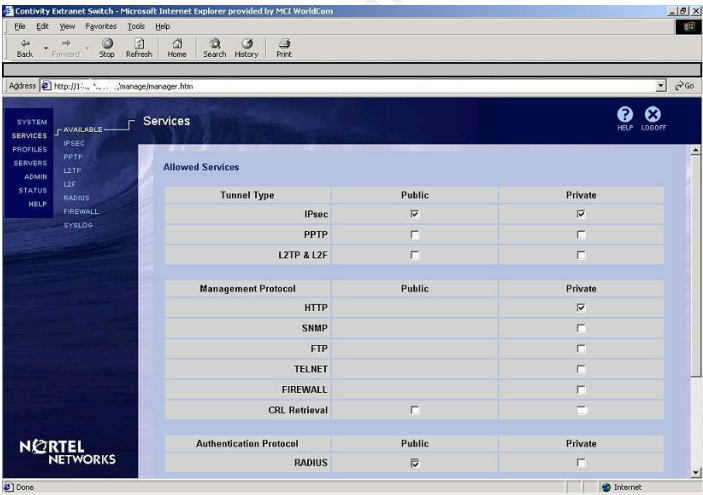 Contivity Extranet Switch - Microsoft Internet Explorer provided by MCI WorldCom
File Edit View Favorites Tools Help
Back Forward Stop Refresh Home Search History Print
Address http://1 /manage/manager.htm Go
SYSTEM
SERVICES
PROFILES
SERVERS
ADMIN
STATUS
HELP
AVAILABLE
IPSEC
PPTP
L2TP
L2F
RADIUS
FIREWALL
SYSLOG
Services
HELP LOGOFF
Allowed Services
Tunnel Type Public Private
IPsec
PPTP
L2TP & L2F
Management Protocol Public Private
HTTP
SNMP
FTP
TELNET
FIREWALL
CRL Retrieval
Authentication Protocol Public Private
RADIUS
NORTEL
NETWORKS
Done Internet